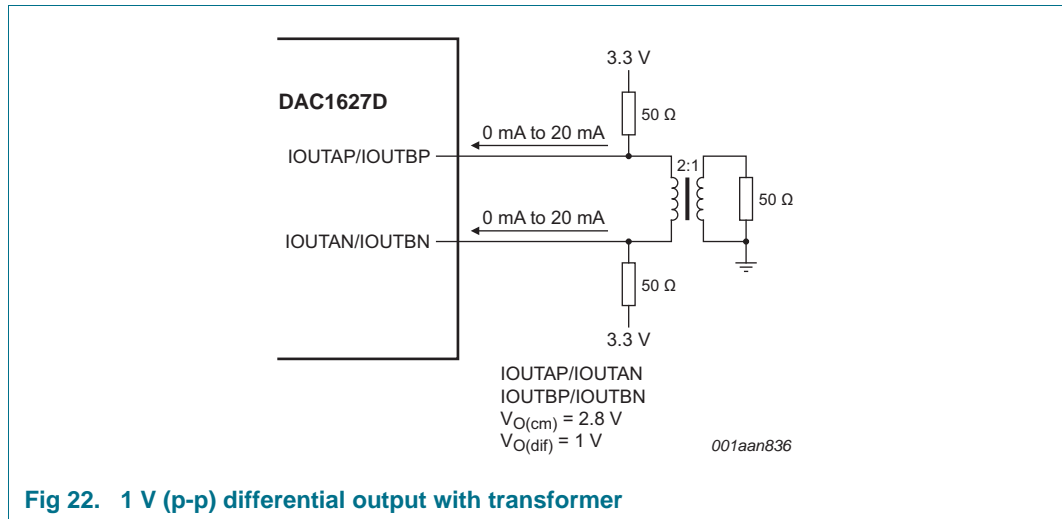 3.3 V
DAC1627D
50 Ω
0 mA to 20 mA
IOUTAP/IOUTBP
2:1
50 Ω
0 mA to 20 mA
IOUTAN/IOUTBN
50 Ω
3.3 V
IOUTAP/IOUTAN
IOUTBP/IOUTBN
VO(cm) = 2.8 V
VO(dif) = 1 V
001aan836
Fig 22. 1 V (p-p) differential output with transformer